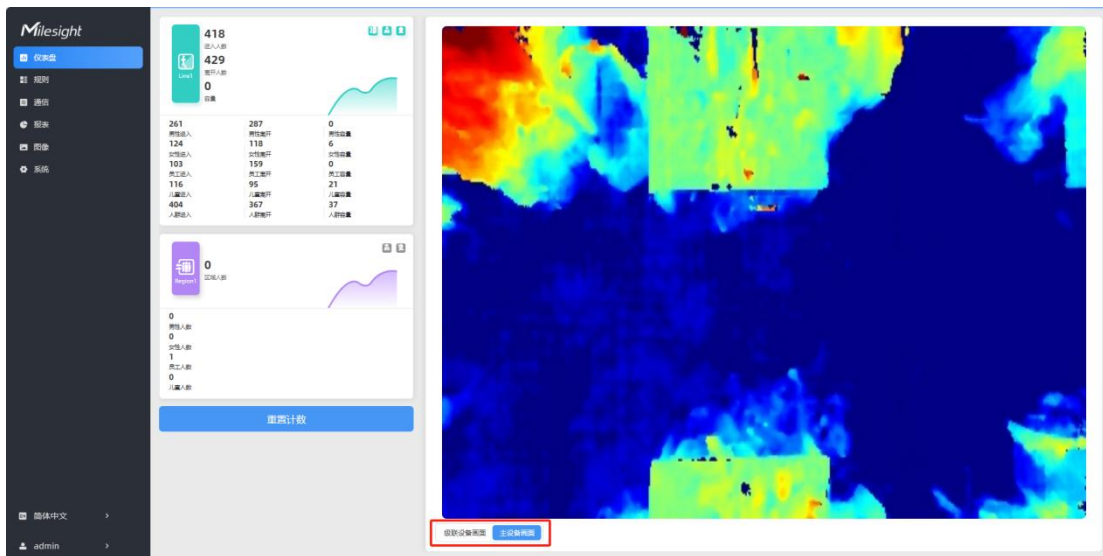 Milesight
仪表盘
规则
通信
报表
图像
系统
简体中文
admin
Line1
418
进入人数
429
离开人数
0
容量
261 287 0
男性进入 男性离开 男性容量
124 118 6
女性进入 女性离开 女性容量
103 159 0
员工进入 员工离开 员工容量
116 95 21
儿童进入 儿童离开 儿童容量
404 367 37
人群进入 人群离开 人群容量
Region1
0
区域人数
0
男性人数
0
女性人数
1
员工人数
0
儿童人数
重置计数
级联设备画面 主设备画面